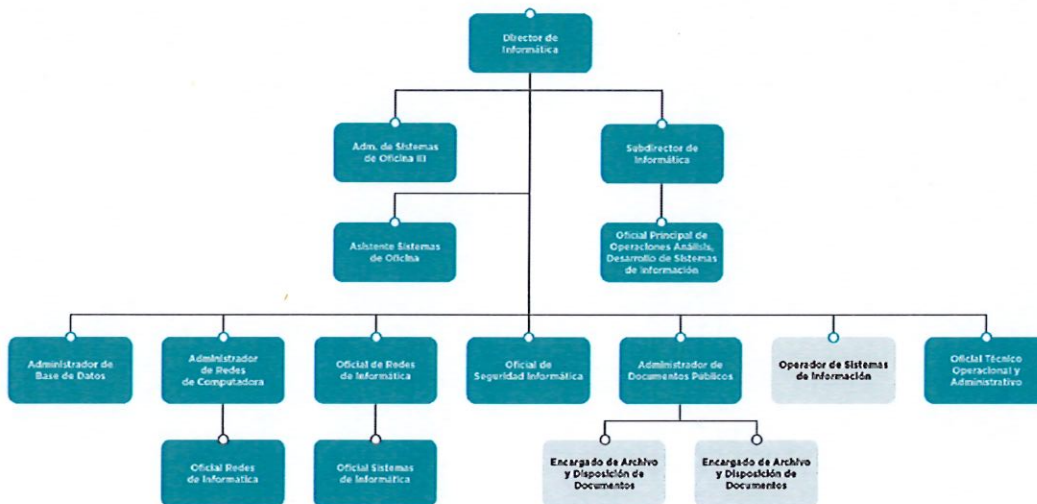 Director de
Informática
Adm. de Sistemas
de Oficina III
Subdirector de
Informática
Asistente Sistemas
de Oficina
Oficial Principal de
Operaciones Análisis,
Desarrollo de Sistemas
de Información
Administrador de
Base de Datos
Administrador
de Redes
de Computadora
Oficial de Redes
de Informática
Oficial de
Seguridad Informática
Administrador de
Documentos Públicos
Operador de Sistemas
de Información
Oficial Técnico
Operacional y
Administrativo
Oficial Redes
de Informática
Oficial Sistemas
de Informática
Encargado de Archivo
y Disposición de
Documentos
Encargado de Archivo
y Disposición de
Documentos